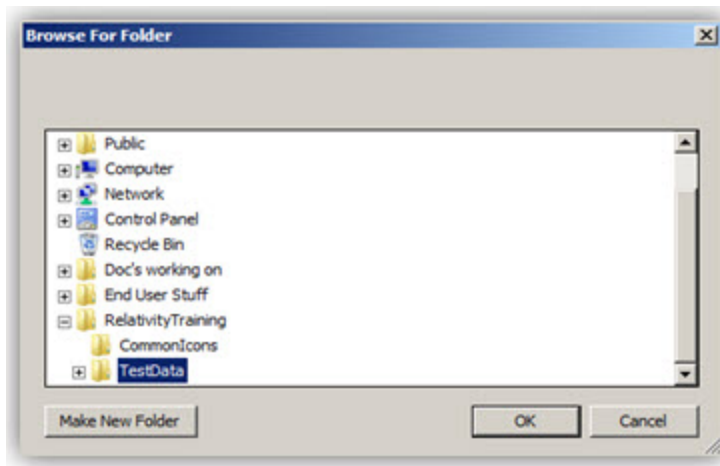 Browse For Folder
Public
Computer
Network
Control Panel
Recycle Bin
Doc's working on
End User Stuff
RelativityTraining
CommonIcons
TestData
Make New Folder OK Cancel